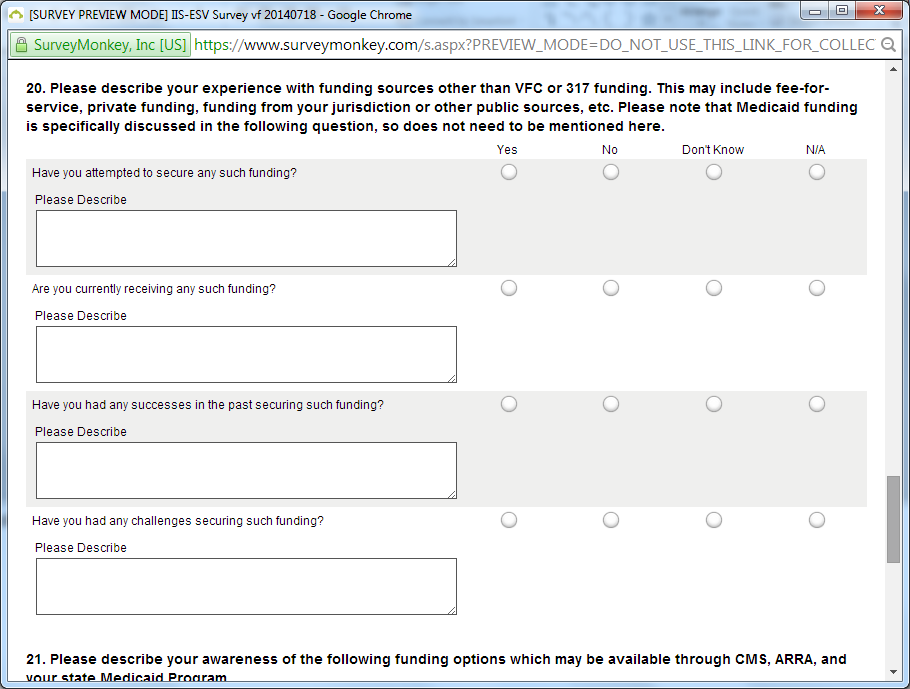 [SURVEY PREVIEW MODE] IIS-ESV Survey vf 20140718 - Google Chrome
SurveyMonkey, Inc [US] https://www.surveymonkey.com/s.aspx?PREVIEW_MODE=DO_NOT_USE_THIS_LINK_FOR_COLLEC
20. Please describe your experience with funding sources other than VFC or 317 funding. This may include fee-for-
service, private funding, funding from your jurisdiction or other public sources, etc. Please note that Medicaid funding
is specifically discussed in the following question, so does not need to be mentioned here.
Yes No Don't Know N/A
Have you attempted to secure any such funding?
Please Describe
Are you currently receiving any such funding?
Please Describe
Have you had any successes in the past securing such funding?
Please Describe
Have you had any challenges securing such funding?
Please Describe
21. Please describe your awareness of the following funding options which may be available through CMS, ARRA, and
your state Medicaid Program